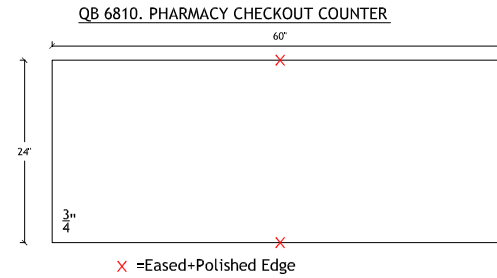 QB 6810. PHARMACY CHECKOUT COUNTER
60"
24"
3/4"
X =Eased+Polished Edge